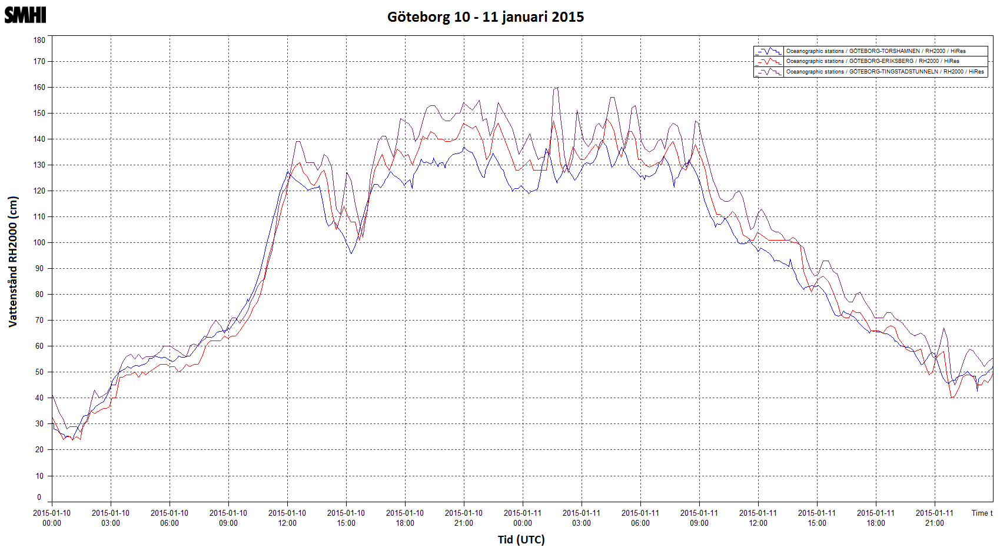 SMHI
Göteborg 10 - 11 januari 2015
180
170
160
150
140
130
120
110
100
90
80
70
60
50
40
30
20
10
0
Vattenstånd RH2000 (cm)
Oceanographic stations / GÖTEBORG-TORSHAMNEN / RH2000 / HiRes
Oceanographic stations / GÖTEBORG-ERIKSBERG / RH2000 / HiRes
Oceanographic stations / GÖTEBORG-TINGSTADSTUNNELN / RH2000 / HiRes
2015-01-10 2015-01-10 2015-01-10 2015-01-10 2015-01-10 2015-01-10 2015-01-10 2015-01-10 2015-01-11 2015-01-11 2015-01-11 2015-01-11 2015-01-11 2015-01-11 2015-01-11 2015-01-11 Time t
00:00 03:00 06:00 09:00 12:00 15:00 18:00 21:00 00:00 03:00 06:00 09:00 12:00 15:00 18:00 21:00
Tid (UTC)